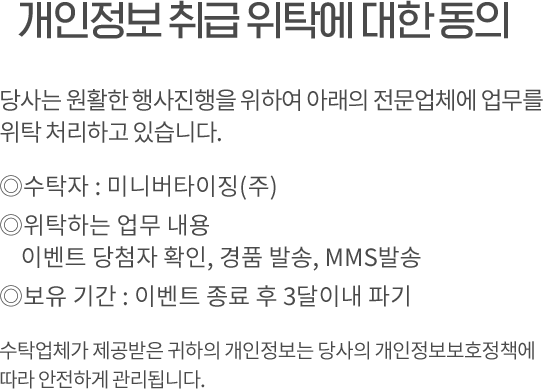 개인정보 취급 위탁에 대한 동의
당사는 원활한 행사진행을 위하여 아래의 전문업체에 업무를
위탁 처리하고 있습니다.
◎수탁자 : 미니버타이징(주)
◎위탁하는 업무 내용
이벤트 당첨자 확인, 경품 발송, MMS발송
◎보유 기간 : 이벤트 종료 후 3달이내 파기
수탁업체가 제공받은 귀하의 개인정보는 당사의 개인정보보호정책에
따라 안전하게 관리됩니다.